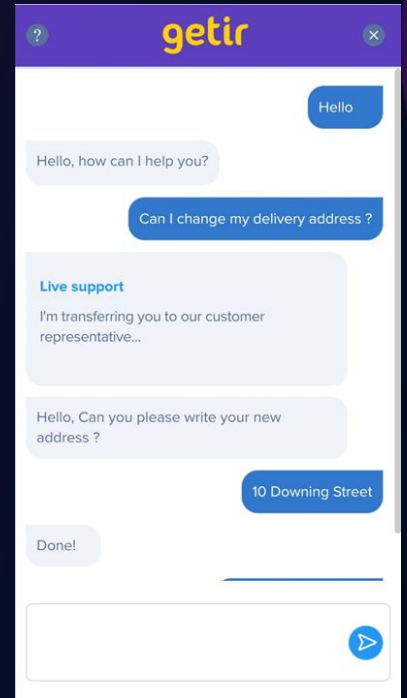 ?
getir
Hello
Hello, how can I help you?
Can I change my delivery address ?
Live support
I'm transferring you to our customer
representative...
Hello, Can you please write your new
address ?
10 Downing Street
Done!